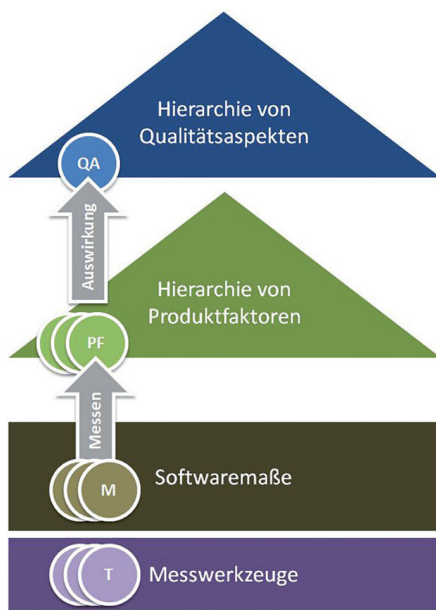 Hierarchie von
Qualitätsaspekten
QA
Auswirkung
Hierarchie von
Produktfaktoren
PF
Messen
Softwaremaße
M
T
Messwerkzeuge